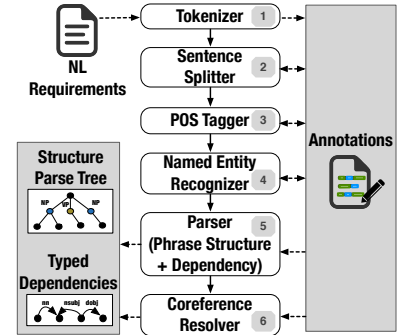 Tokenizer 1
NL
Requirements
Sentence
Splitter 2
POS Tagger 3
Annotations
Named Entity
Recognizer 4
Structure
Parse Tree
NP VP NP
Parser 5
(Phrase Structure
+ Dependency)
Typed
Dependencies
nn nsubj dobj
Coreference
Resolver 6